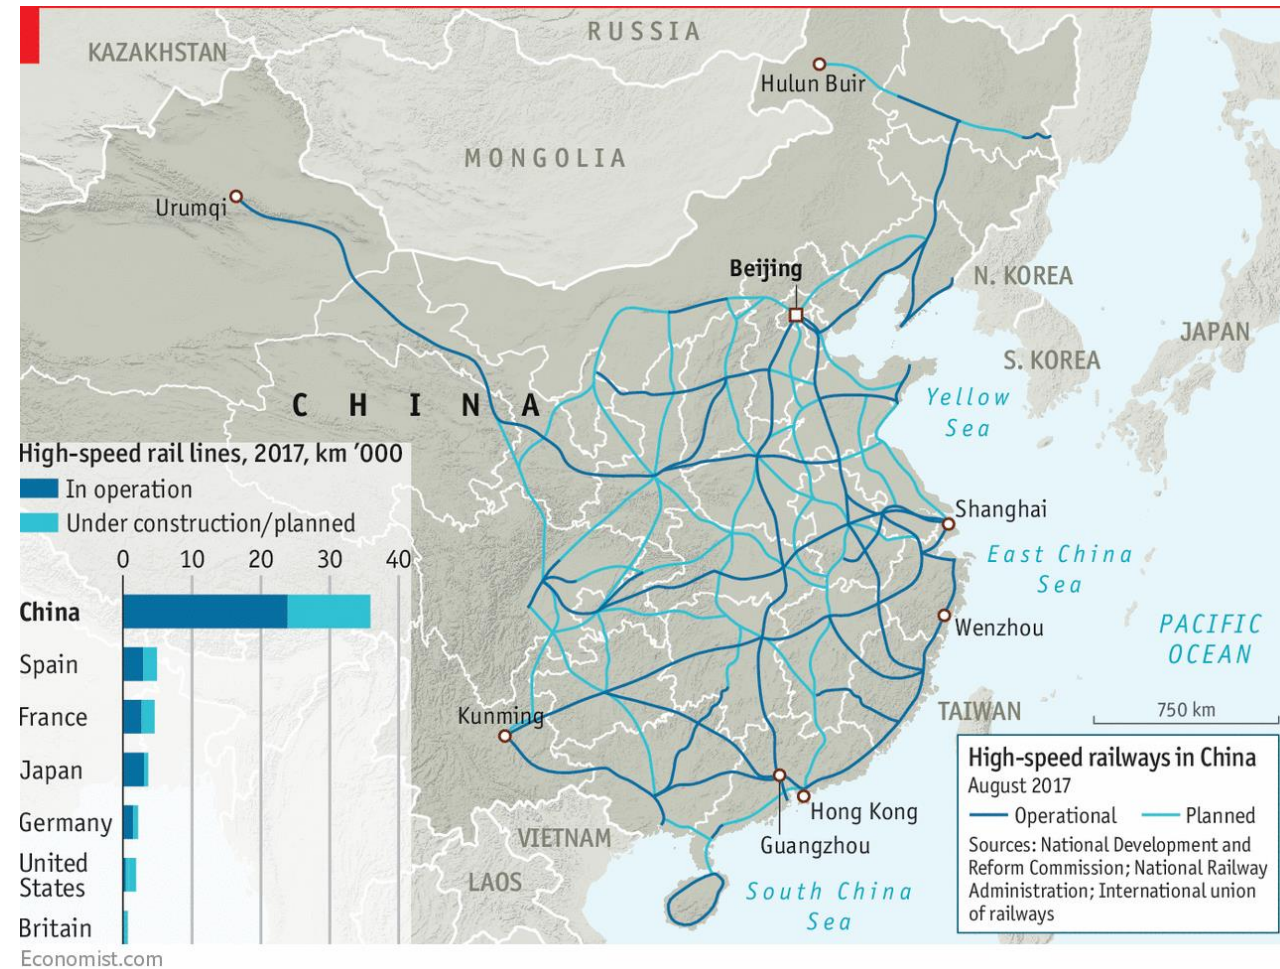 RUSSIA
KAZAKHSTAN
Hulun Buir
MONGOLIA
Urumqi
Beijing
N. KOREA
JAPAN
S. KOREA
CHINA
Yellow
Sea
High-speed rail lines, 2017, km ’000
In operation
Under construction/planned
0 10 20 30 40
China
Spain
France
Japan
Germany
United
States
Britain
Shanghai
East China
Sea
Wenzhou
PACIFIC
OCEAN
Kunming
TAIWAN
750 km
Hong Kong
Guangzhou
VIETNAM
LAOS
South China
Sea
High-speed railways in China
August 2017
Operational Planned
Sources: National Development and
Reform Commission; National Railway
Administration; International union
of railways
Economist.com